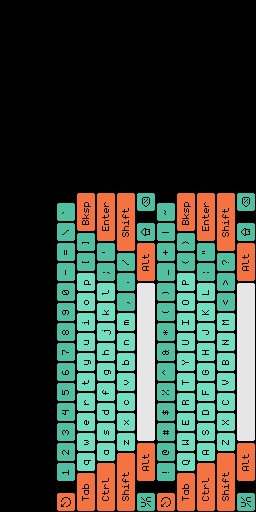 1 2 3 4 5 6 7 8 9 0 - = \ `
Tab q w e r t y u i o p [ ] Bksp
Ctrl a s d f g h j k l ; ' Enter
Shift z x c v b n m , . / Shift
Alt Alt
! @ # $ % ^ & * ( ) _ + | ~
Tab Q W E R T Y U I O P { } Bksp
Ctrl A S D F G H J K L : " Enter
Shift Z X C V B N M < > ? Shift
Alt Alt